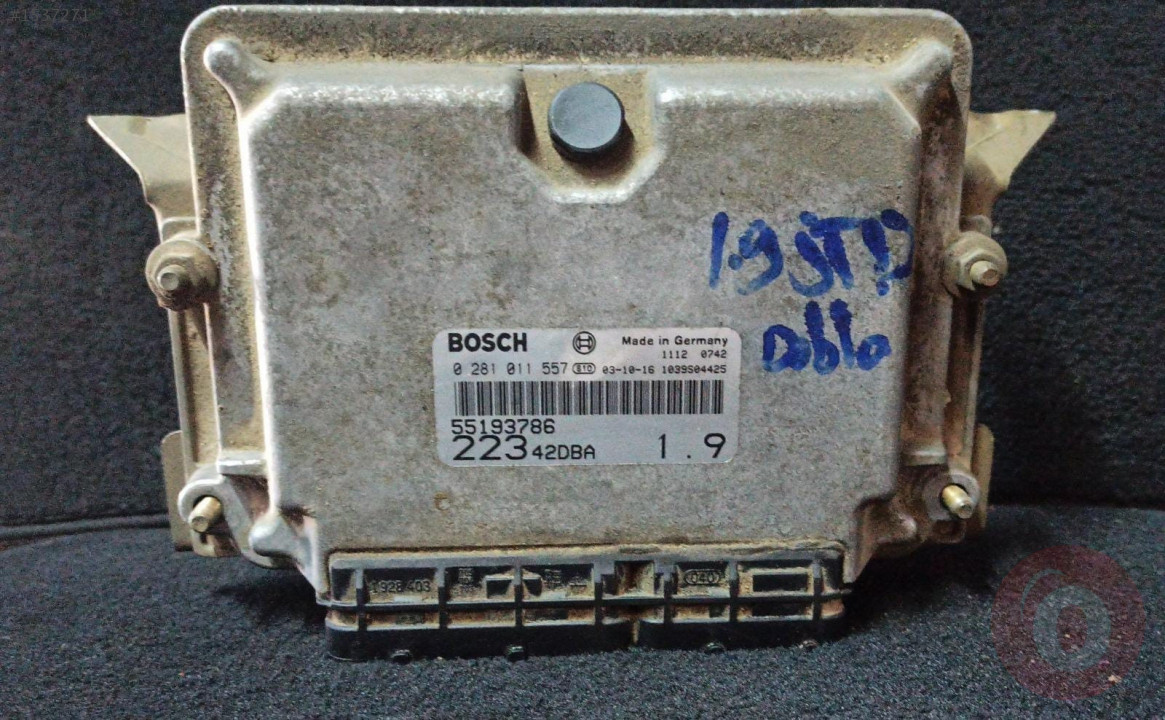 #1437271
1.9 JTD
Doblo
BOSCH Made in Germany
1112 0742
0 281 011 557 03-10-16 1039S04425
55193786
223 42DBA 1.9
1928 403